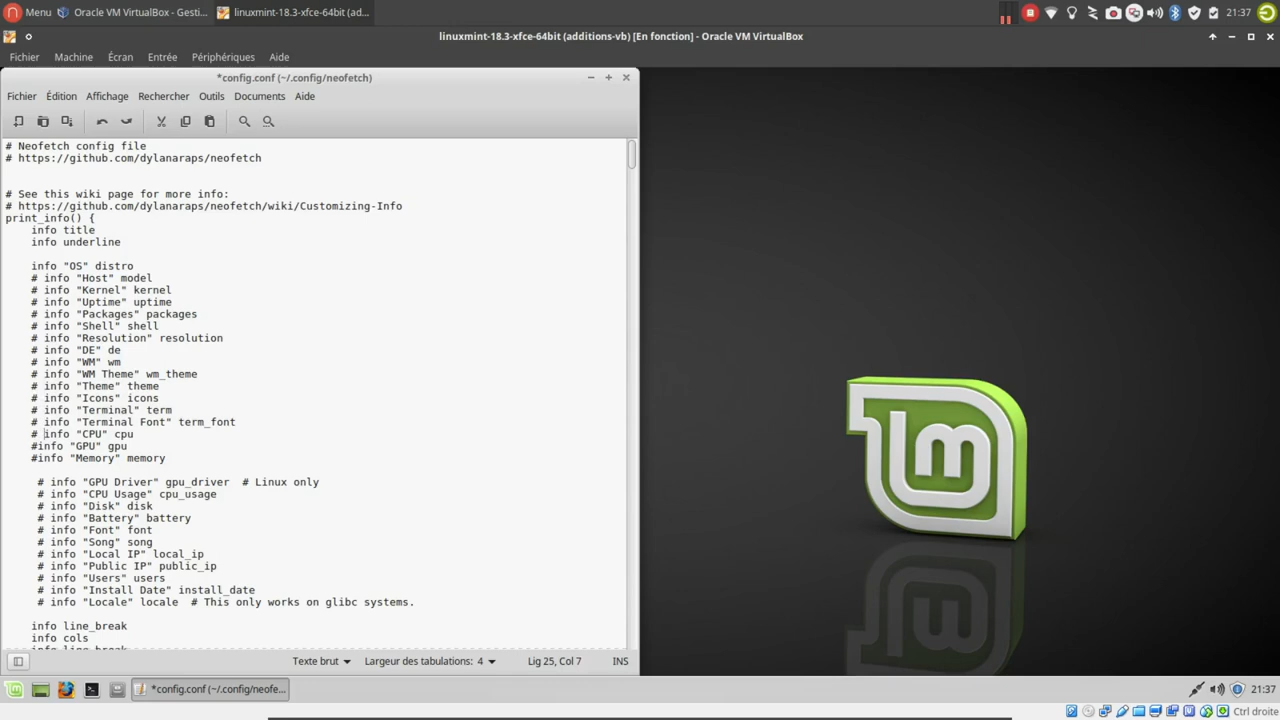 Menu
Oracle VM VirtualBox - Gesti...
linuxmint-18.3-xfce-64bit (ad...
21:37
linuxmint-18.3-xfce-64bit (additions-vb) [En fonction] - Oracle VM VirtualBox
Fichier Machine Écran Entrée Périphériques Aide
*config.conf (~/.config/neofetch)
Fichier Édition Affichage Rechercher Outils Documents Aide
# Neofetch config file
# https://github.com/dylanaraps/neofetch
# See this wiki page for more info:
# https://github.com/dylanaraps/neofetch/wiki/Customizing-Info
print_info() {
info title
info underline
info "OS" distro
# info "Host" model
# info "Kernel" kernel
# info "Uptime" uptime
# info "Packages" packages
# info "Shell" shell
# info "Resolution" resolution
# info "DE" de
# info "WM" wm
# info "WM Theme" wm_theme
# info "Theme" theme
# info "Icons" icons
# info "Terminal" term
# info "Terminal Font" term_font
# info "CPU" cpu
#info "GPU" gpu
#info "Memory" memory
# info "GPU Driver" gpu_driver  # Linux only
# info "CPU Usage" cpu_usage
# info "Disk" disk
# info "Battery" battery
# info "Font" font
# info "Song" song
# info "Local IP" local_ip
# info "Public IP" public_ip
# info "Users" users
# info "Install Date" install_date
# info "Locale" locale  # This only works on glibc systems.
info line_break
info cols
info line_break
Texte brut
Largeur des tabulations: 4
Lig 25, Col 7
INS
*config.conf (~/.config/neofe...
21:37
Ctrl droite
lm